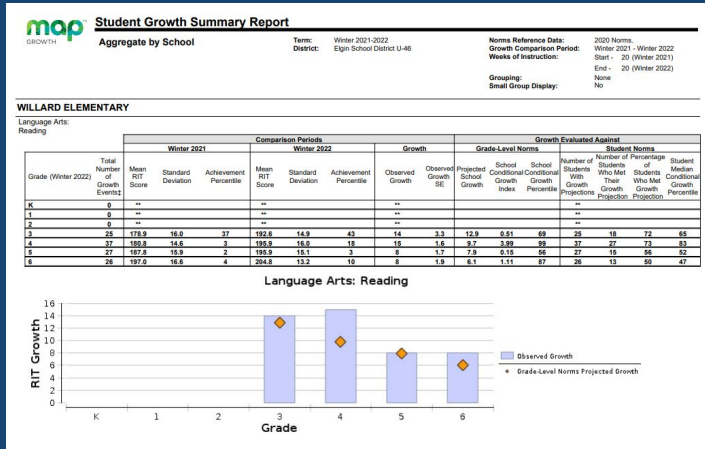 map
GROWTH
Student Growth Summary Report
Aggregate by School
Term: Winter 2021-2022
District: Elgin School District U-46
Norms Reference Data: 2020 Norms.
Growth Comparison Period: Winter 2021 - Winter 2022
Weeks of Instruction: Start - 20 (Winter 2021)
End - 20 (Winter 2022)
Grouping: None
Small Group Display: No
WILLARD ELEMENTARY
Language Arts:
Reading
Comparison Periods Growth Evaluated Against
Winter 2021 Winter 2022 Growth Grade-Level Norms Student Norms
Grade (Winter 2022) Total Number of Growth Events‡ Mean RIT Score Standard Deviation Achievement Percentile Mean RIT Score Standard Deviation Achievement Percentile Observed Growth Observed Growth SE Projected School Growth School Conditional Growth Index School Conditional Growth Percentile Number of Students With Growth Projections Number of Students Who Met Their Growth Projection Percentage of Students Who Met Growth Projection Student Median Conditional Growth Percentile
K 0 ** ** ** **
1 0 ** ** ** **
2 0 ** ** ** **
3 25 178.9 16.0 37 192.6 14.9 43 14 3.3 12.9 0.51 69 25 18 72 65
4 37 180.8 14.6 3 195.9 16.0 18 15 1.6 9.7 3.99 99 37 27 73 83
5 27 187.8 15.9 2 195.9 15.1 3 8 1.7 7.9 0.15 56 27 15 56 52
6 26 197.0 16.6 4 204.8 13.2 10 8 1.9 6.1 1.11 87 26 13 50 47
Language Arts: Reading
RIT Growth
16
14
12
10
8
6
4
2
0
K 1 2 3 4 5 6
Grade
Observed Growth
Grade-Level Norms Projected Growth